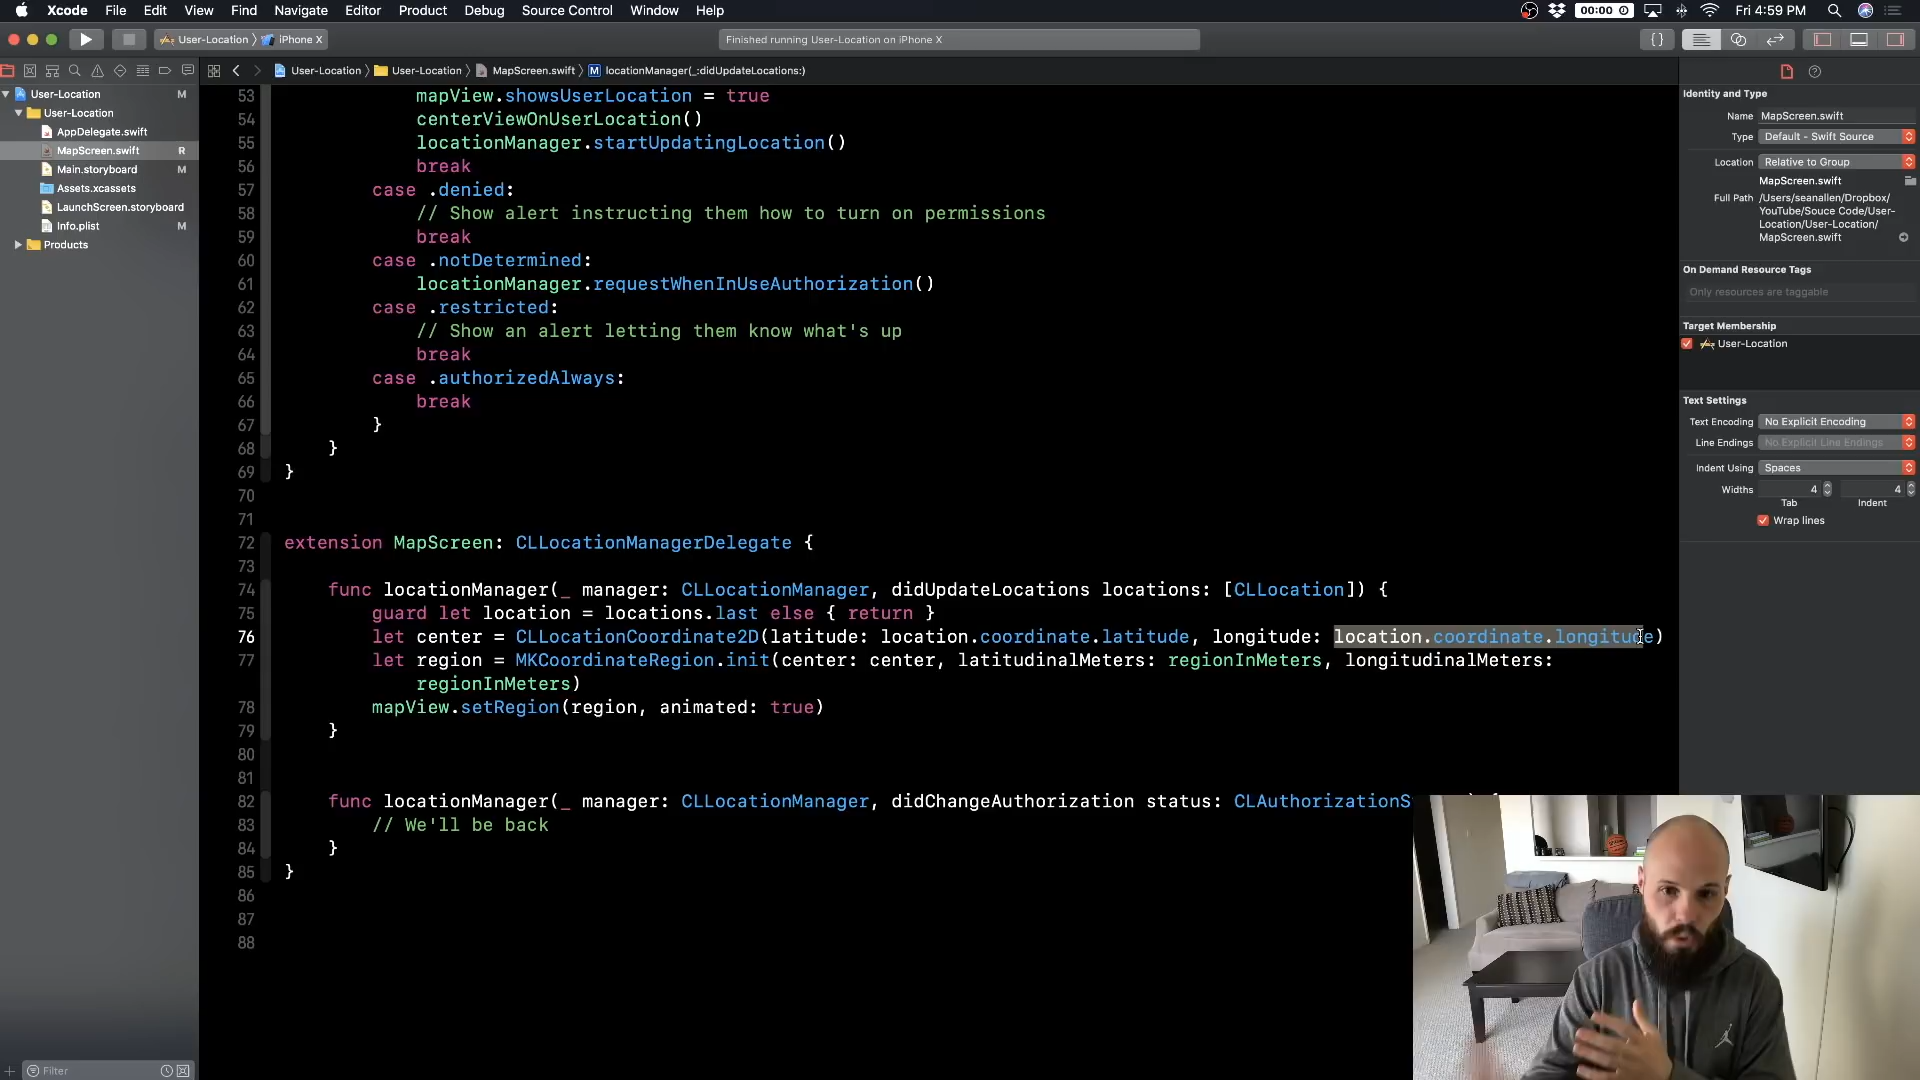 Xcode File Edit View Find Navigate Editor Product Debug Source Control Window Help
00:00 Fri 4:59 PM
User-Location iPhone X
Finished running User-Location on iPhone X
User-Location User-Location MapScreen.swift M locationManager(_:didUpdateLocations:)
User-Location M
User-Location
AppDelegate.swift
MapScreen.swift R
Main.storyboard M
Assets.xcassets
LaunchScreen.storyboard
Info.plist M
Products
Filter
53 mapView.showsUserLocation = true
54 centerViewOnUserLocation()
55 locationManager.startUpdatingLocation()
56 break
57 case .denied:
58 // Show alert instructing them how to turn on permissions
59 break
60 case .notDetermined:
61 locationManager.requestWhenInUseAuthorization()
62 case .restricted:
63 // Show an alert letting them know what's up
64 break
65 case .authorizedAlways:
66 break
67 }
68 }
69 }
70
71
72 extension MapScreen: CLLocationManagerDelegate {
73
74 func locationManager(_ manager: CLLocationManager, didUpdateLocations locations: [CLLocation]) {
75 guard let location = locations.last else { return }
76 let center = CLLocationCoordinate2D(latitude: location.coordinate.latitude, longitude: location.coordinate.longitude)
77 let region = MKCoordinateRegion.init(center: center, latitudinalMeters: regionInMeters, longitudinalMeters:
regionInMeters)
78 mapView.setRegion(region, animated: true)
79 }
80
81
82 func locationManager(_ manager: CLLocationManager, didChangeAuthorization status: CLAuthorizationS
83 // We'll be back
84 }
85 }
86
87
88
Identity and Type
Name MapScreen.swift
Type Default - Swift Source
Location Relative to Group
MapScreen.swift
Full Path /Users/seanallen/Dropbox/
YouTube/Souce Code/User-
Location/User-Location/
MapScreen.swift
On Demand Resource Tags
Only resources are taggable
Target Membership
User-Location
Text Settings
Text Encoding No Explicit Encoding
Line Endings No Explicit Line Endings
Indent Using Spaces
Widths 4 4
Tab Indent
Wrap lines